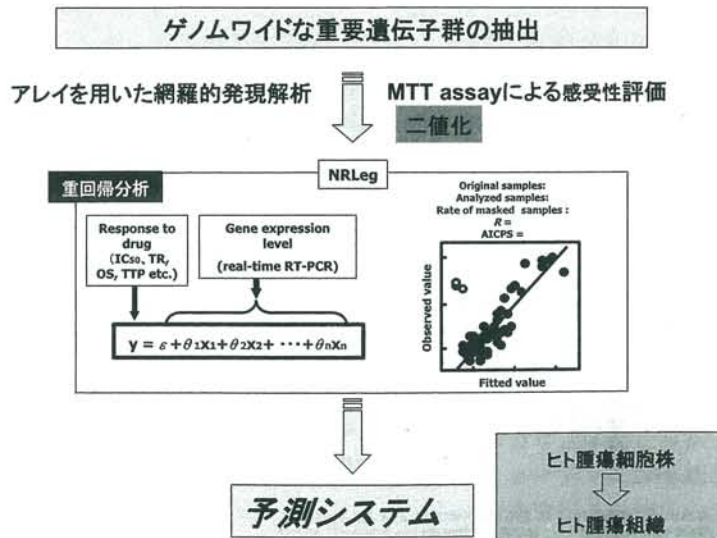 ゲノムワイドな重要遺伝子群の抽出
アレイを用いた網羅的発現解析
MTT assayによる感受性評価
二値化
NRLeg
重回帰分析
Response to
drug
(IC50、TR,
OS, TTP etc.)
Gene expression
level
(real-time RT-PCR)
y = ε+θ1x1+θ2x2+ ‥‥+θnxn
Original samples:
Analyzed samples:
Rate of masked samples :
R =
AICPS =
Observed value
Fitted value
予測システム
ヒト腫瘍細胞株
ヒト腫瘍組織